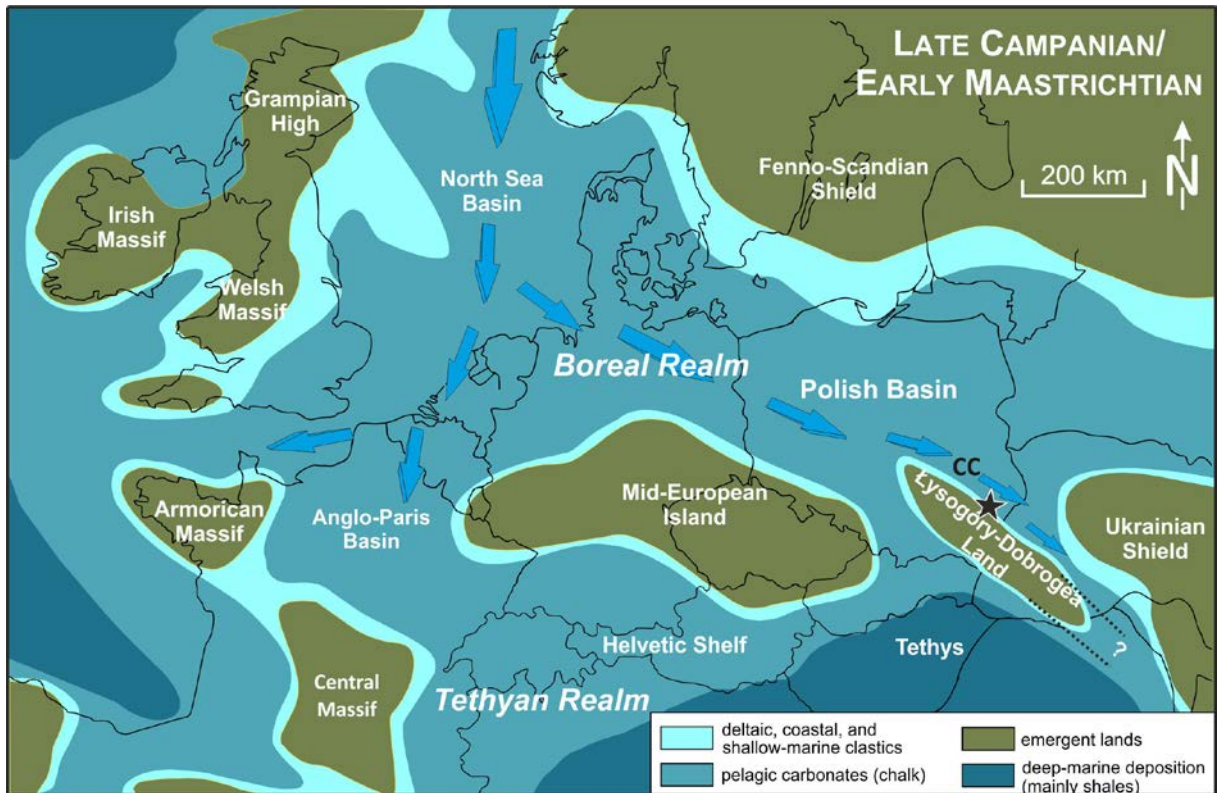 LATE CAMPANIAN/
EARLY MAASTRICHTIAN
N
200 km
Grampian
High
Fenno-Scandian
Shield
North Sea
Basin
Irish
Massif
Welsh
Massif
Boreal Realm
Polish Basin
CC
Łysogóry-Dobrogea
Land
Mid-European
Island
Armorican
Massif
Anglo-Paris
Basin
Ukrainian
Shield
Helvetic Shelf
Tethys
?
Central
Massif
Tethyan Realm
deltaic, coastal, and
shallow-marine clastics
emergent lands
pelagic carbonates (chalk)
deep-marine deposition
(mainly shales)